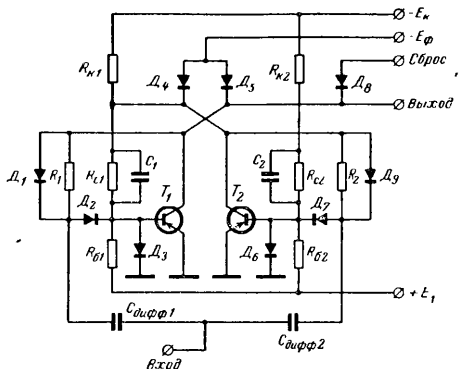 -Eк
-Eф
Сброс
Rк1
Д4
Д5
Rк2
Д8
Выход
Д1
R1
Rс1
C1
T1
T2
C2
Rс2
R2
Д9
Д2
Д7
Rб1
Д3
Д6
Rб2
+E1
Cдифф1
Cдифф2
Вход